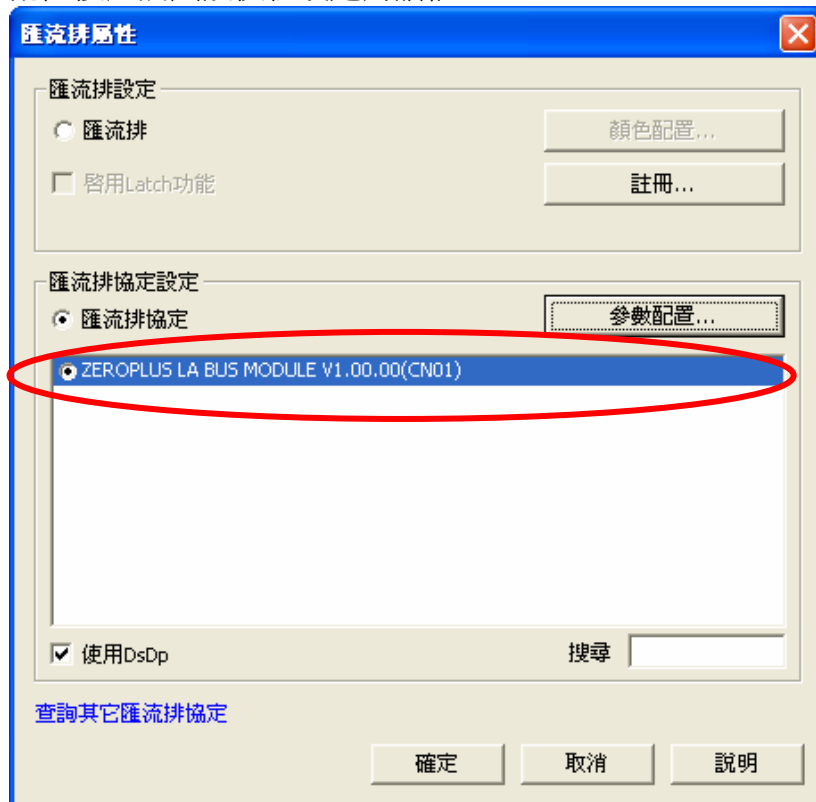 匯流排屬性
匯流排設定
匯流排
顏色配置...
啓用Latch功能
註冊...
匯流排協定設定
匯流排協定
參數配置...
ZEROPLUS LA BUS MODULE V1.00.00(CN01)
使用DsDp
搜尋
查詢其它匯流排協定
確定
取消
說明